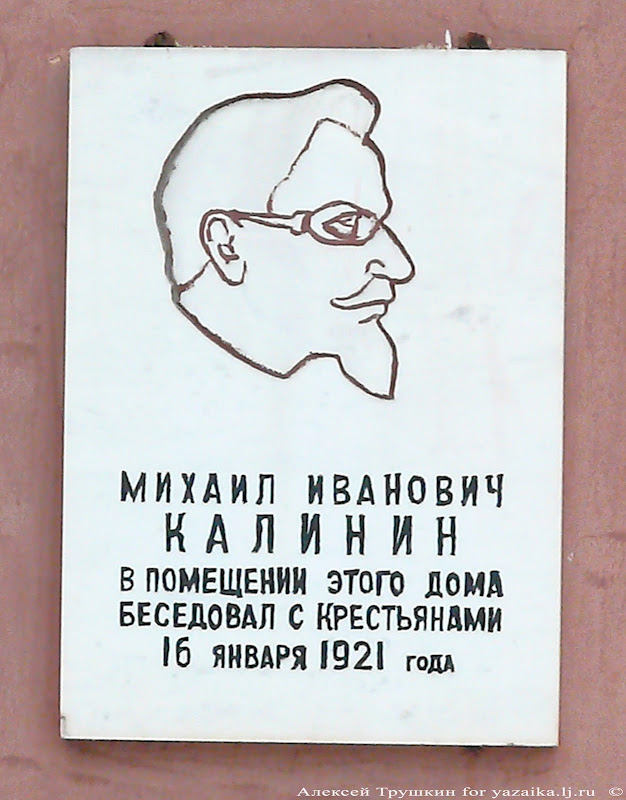 МИХАИЛ ИВАНОВИЧ
КАЛИНИН
В ПОМЕЩЕНИИ ЭТОГО ДОМА
БЕСЕДОВАЛ С КРЕСТЬЯНАМИ
16 ЯНВАРЯ 1921 ГОДА
Алексей Трушкин for yazaika.lj.ru ©